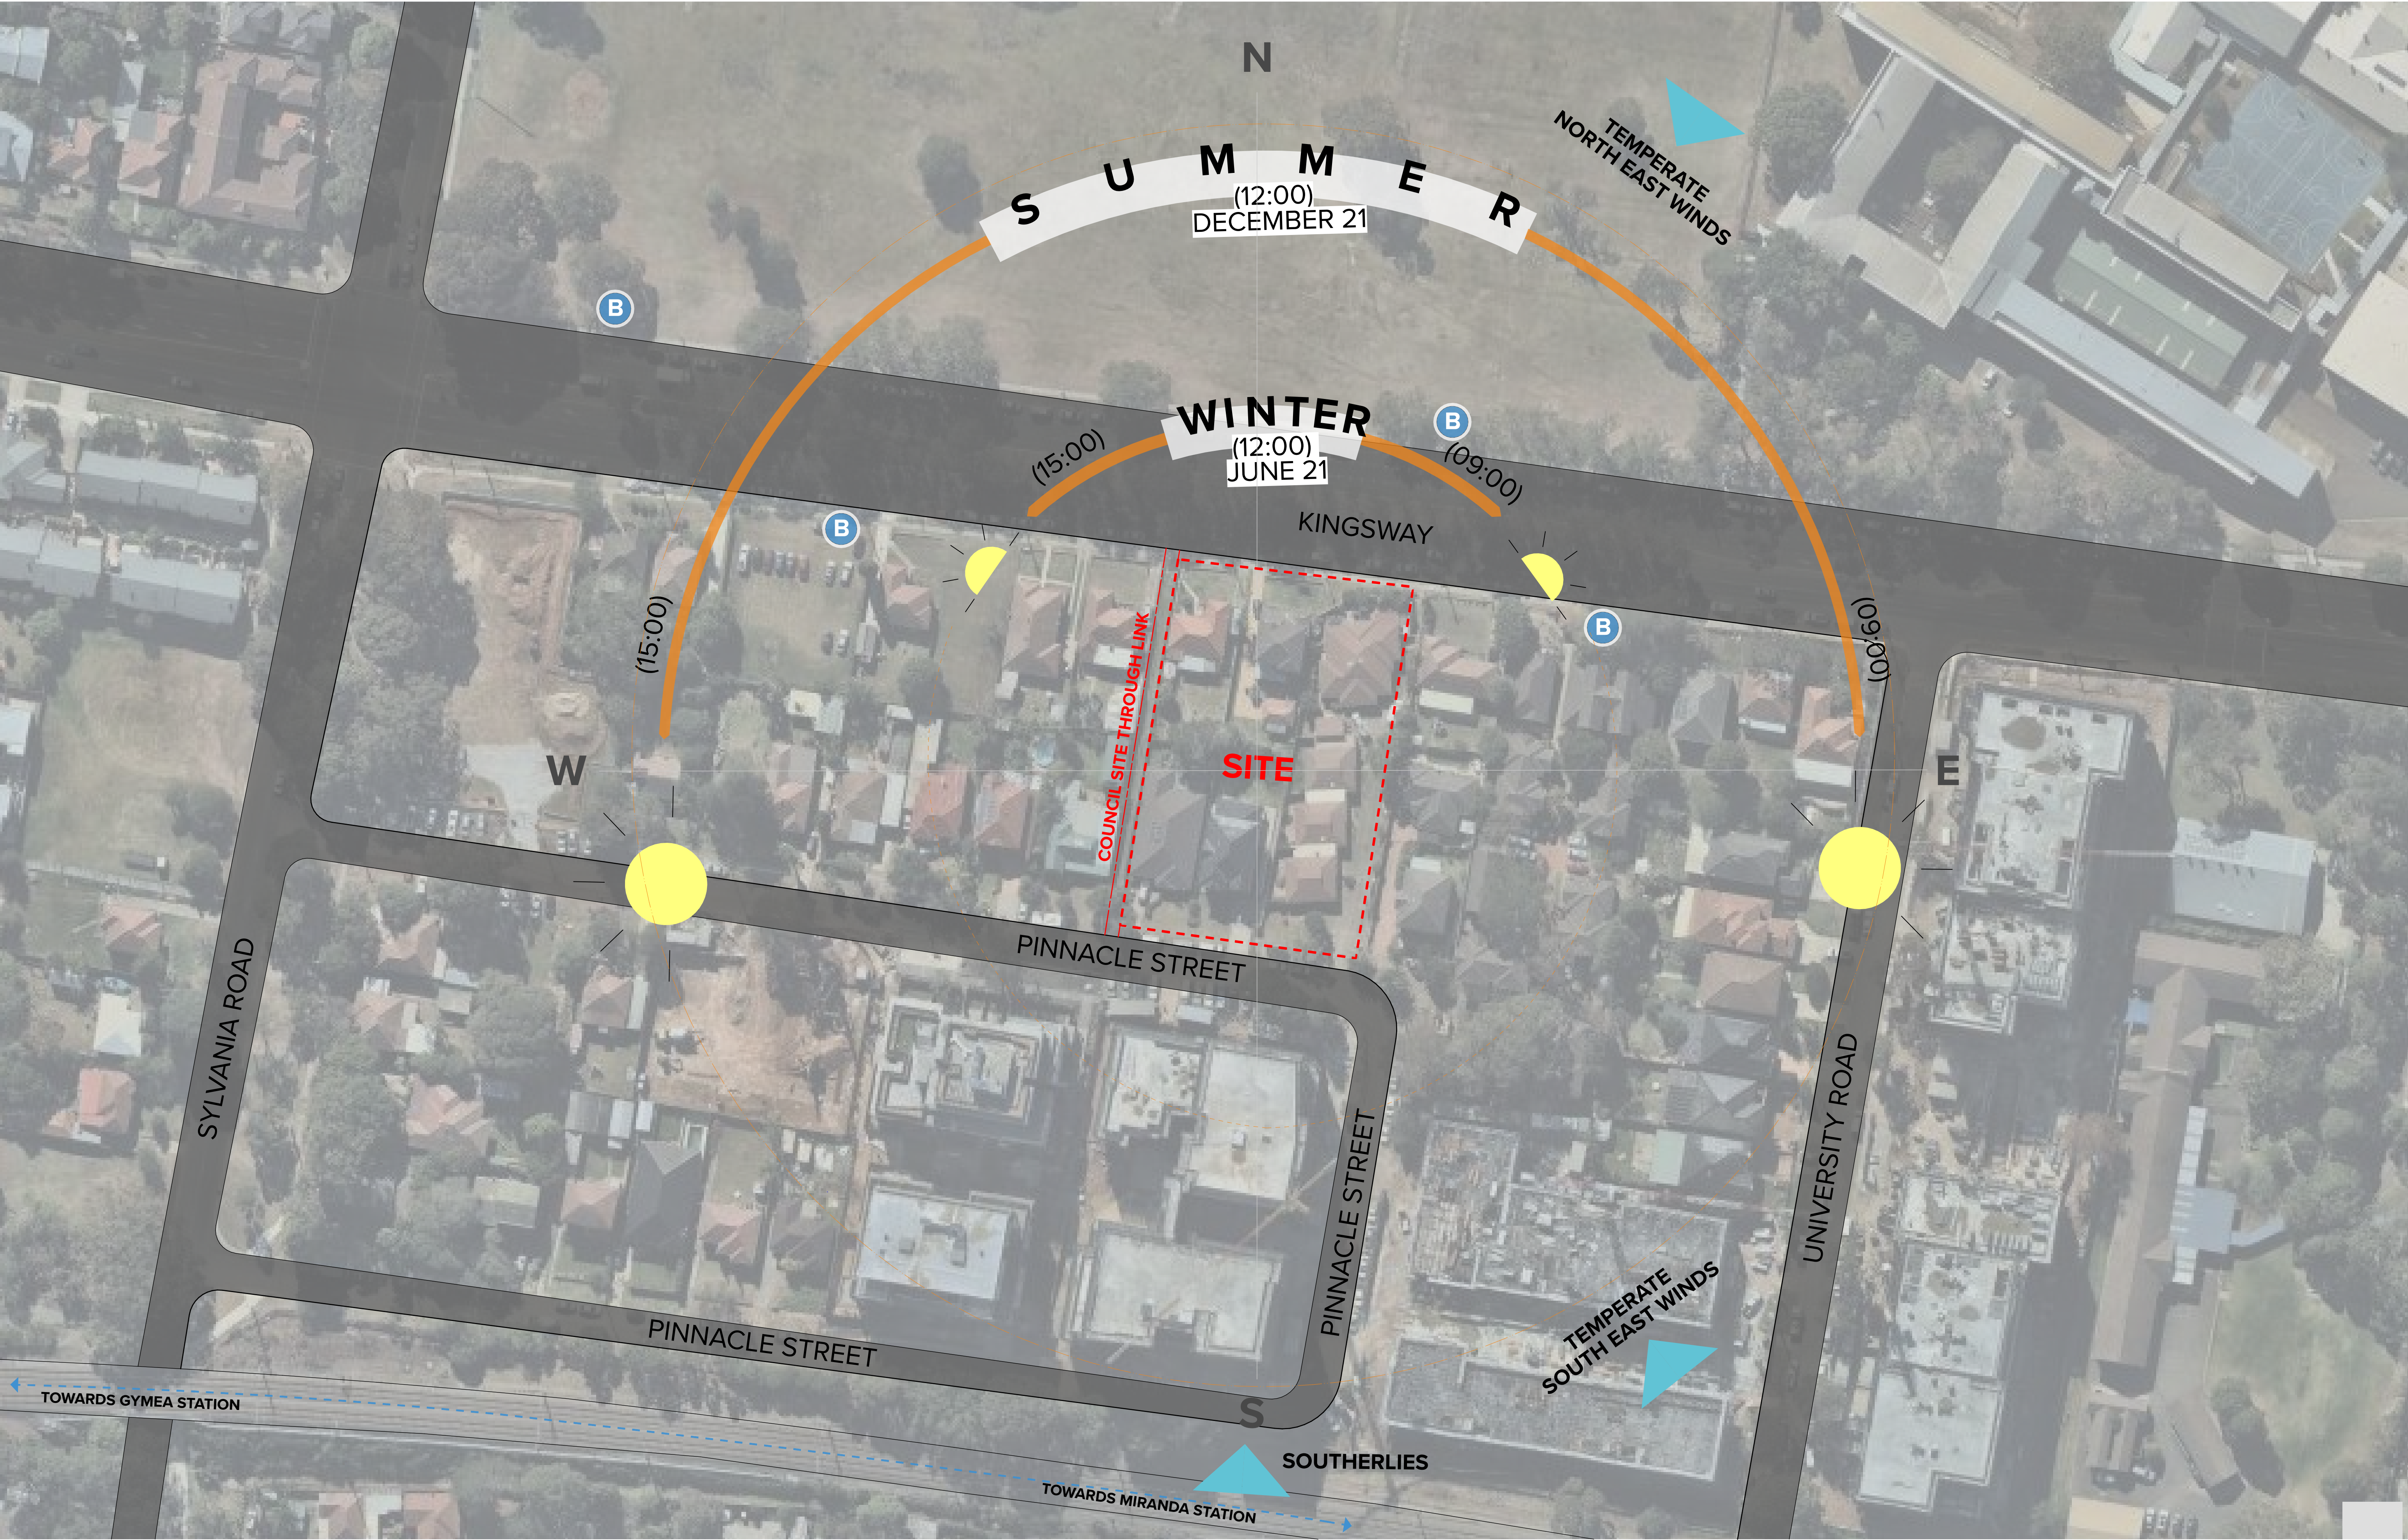 N
TEMPERATE
NORTH EAST WINDS
SUMMER
(12:00)
DECEMBER 21
B
WINTER
(12:00)
JUNE 21
(15:00)
B
(09:00)
B
KINGSWAY
B
(15:00)
(09:00)
COUNCIL SITE THROUGH LINK
SITE
W
E
PINNACLE STREET
SYLVANIA ROAD
UNIVERSITY ROAD
PINNACLE STREET
TEMPERATE
SOUTH EAST WINDS
PINNACLE STREET
TOWARDS GYMEA STATION
S
SOUTHERLIES
TOWARDS MIRANDA STATION